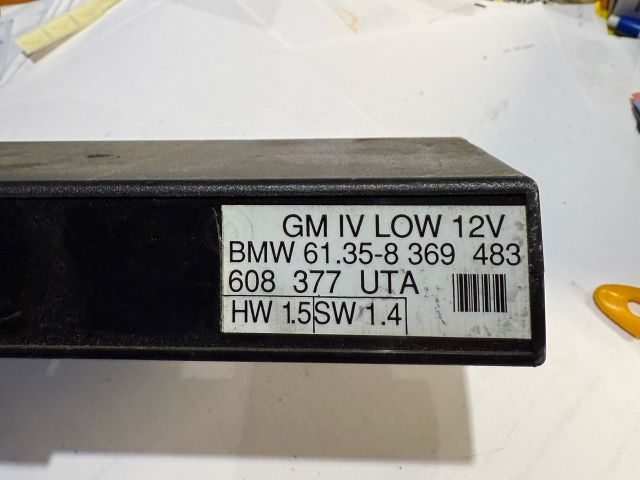 GM IV LOW 12V
BMW 61.35-8 369 483
608 377 UTA
HW 1.5 SW 1.4